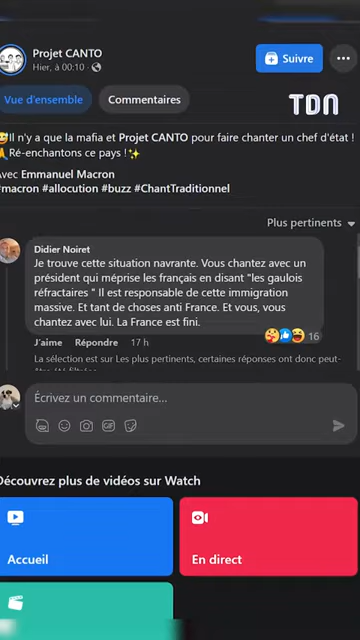 Projet CANTO
Hier, à 00:10 ·
Suivre
Vue d'ensemble
Commentaires
TDN
Il n'y a que la mafia et Projet CANTO pour faire chanter un chef d'état !
Ré-enchantons ce pays !
Avec Emmanuel Macron
#macron #allocution #buzz #ChantTraditionnel
Plus pertinents
Didier Noiret
Je trouve cette situation navrante. Vous chantez avec un
président qui méprise les français en disant "les gaulois
réfractaires " Il est responsable de cette immigration
massive. Et tant de choses anti France. Et vous, vous
chantez avec lui. La France est fini.
16
J'aime Répondre 17 h
La sélection est sur Les plus pertinents, certaines réponses ont donc peut-
être été filtrées.
Écrivez un commentaire...
GIF
Découvrez plus de vidéos sur Watch
Accueil
En direct